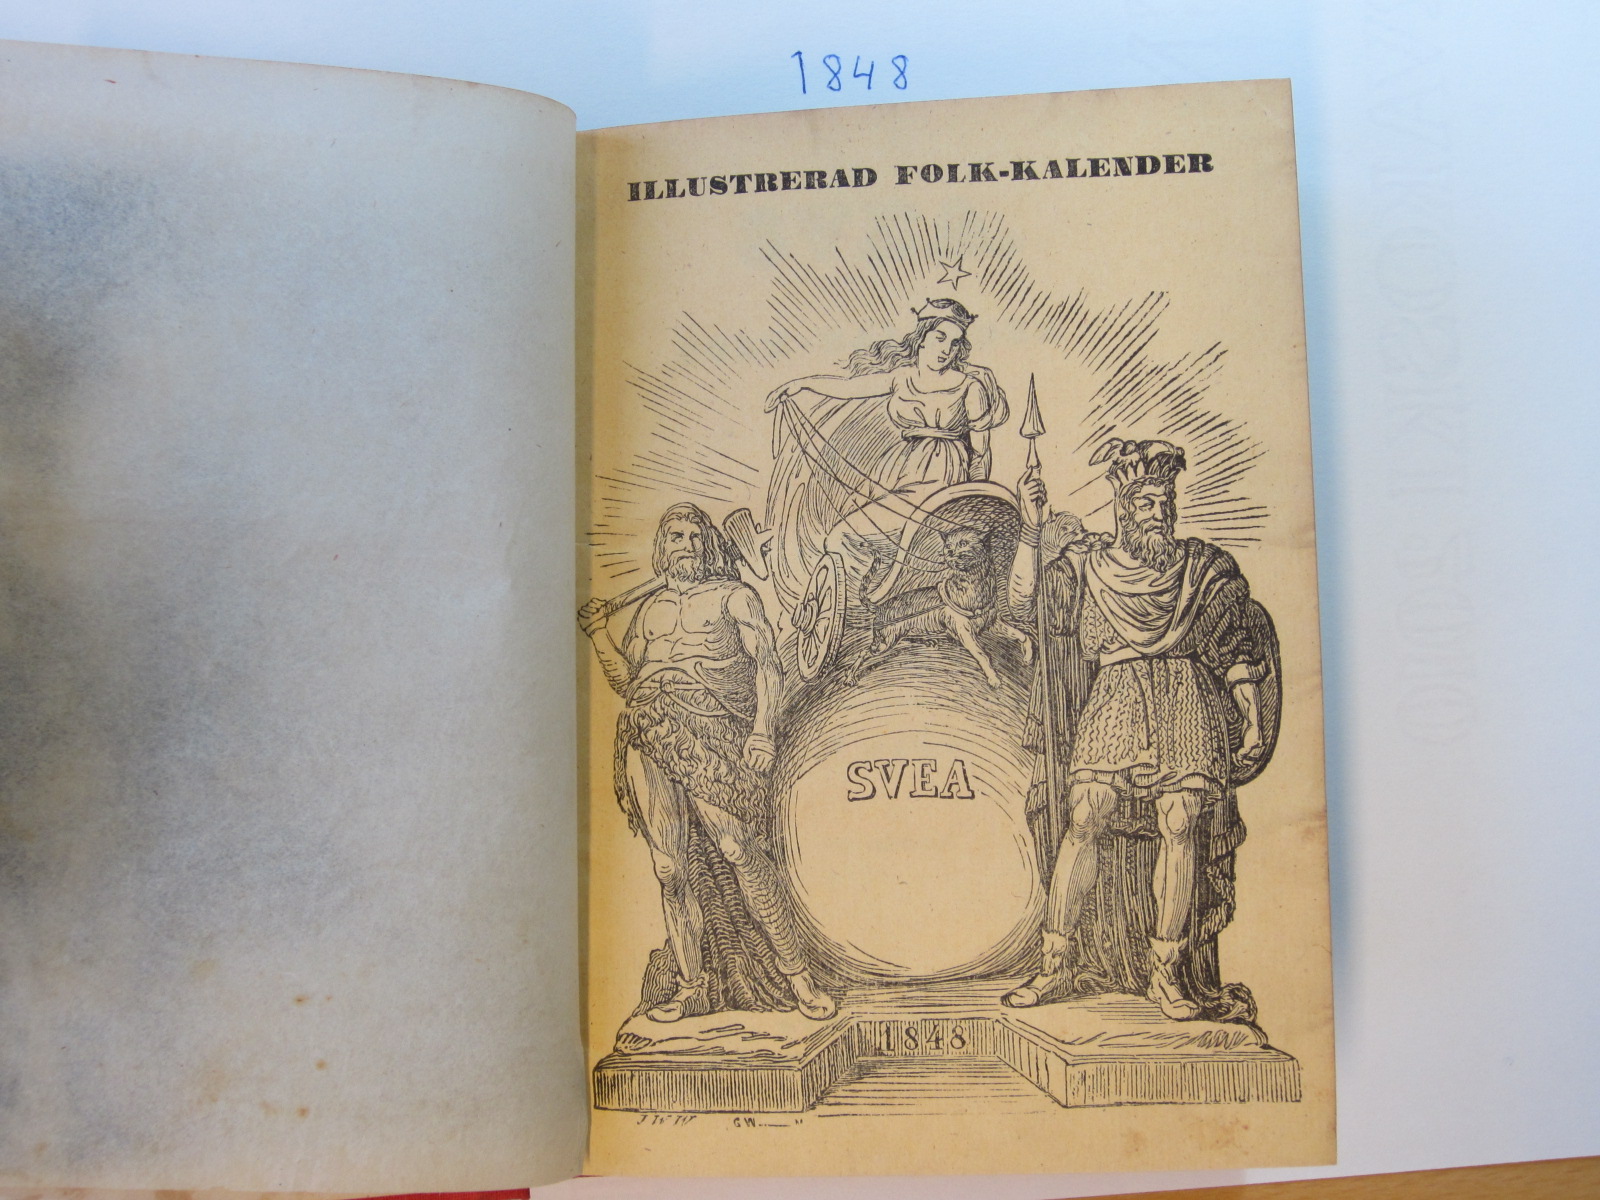 1848
ILLUSTRERAD FOLK-KALENDER
SVEA
1848